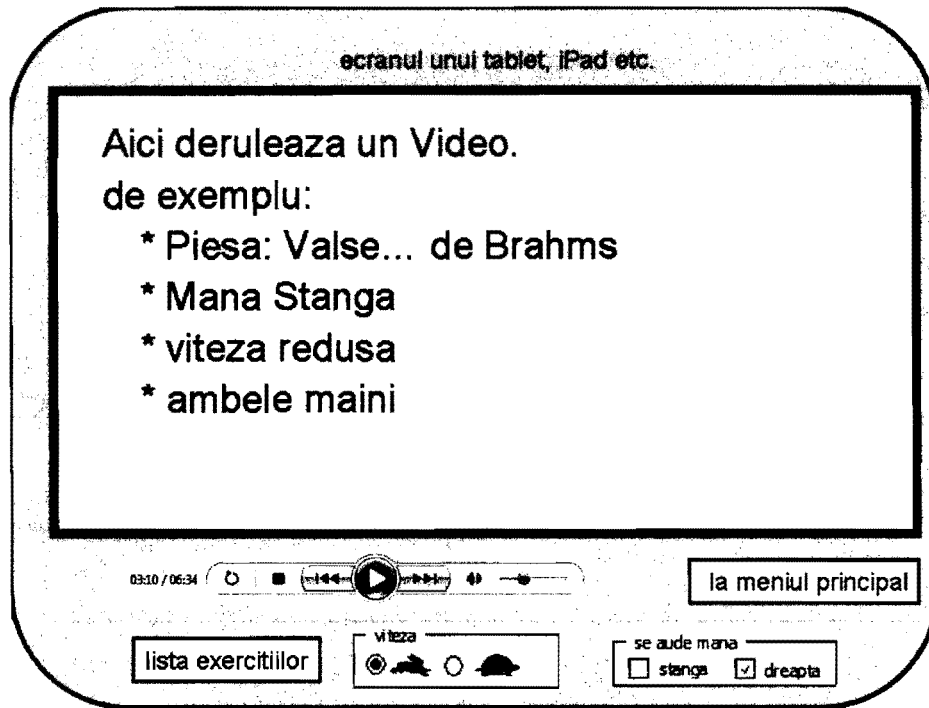 ecranul unui tablet, iPad etc.
Aici deruleaza un Video.
de exemplu:
* Piesa: Valse... de Brahms
* Mana Stanga
* viteza redusa
* ambele maini
03:10 / 06:34
la meniul principal
lista exercitiilor
viteza
se aude mana
stanga
dreapta